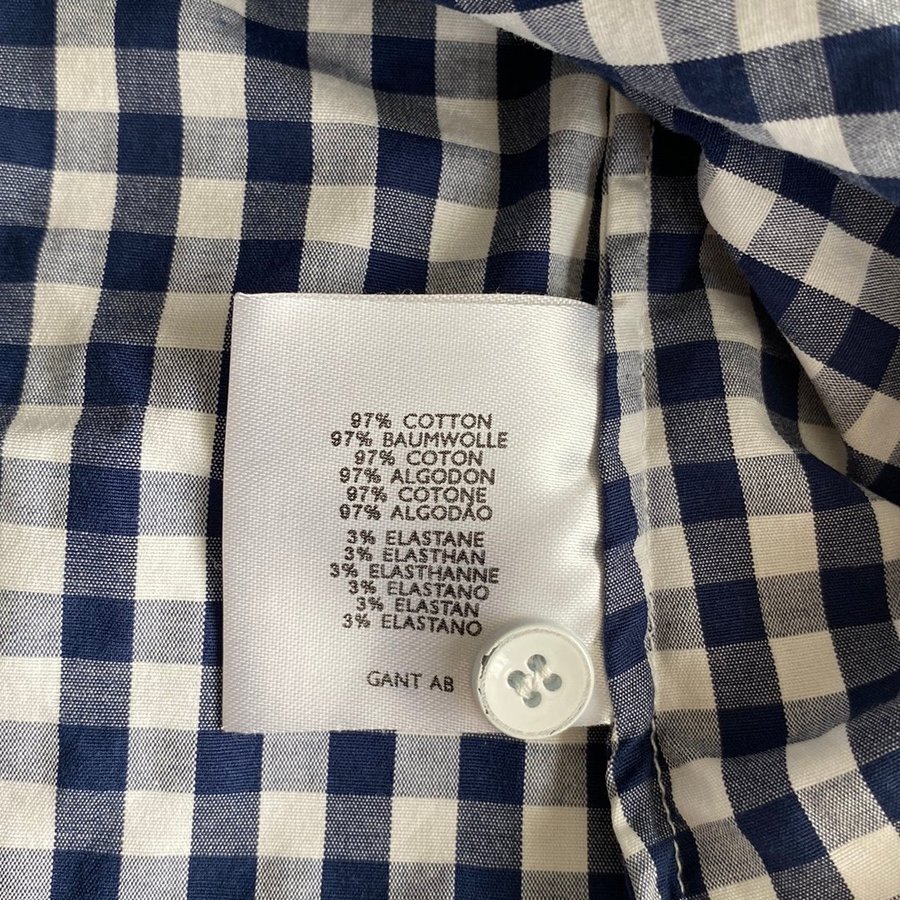 97% COTTON
97% BAUMWOLLE
97% COTON
97% ALGODON
97% COTONE
97% ALGODÃO
3% ELASTANE
3% ELASTHAN
3% ELASTHANNE
3% ELASTANO
3% ELASTAN
3% ELASTANO
GANT AB